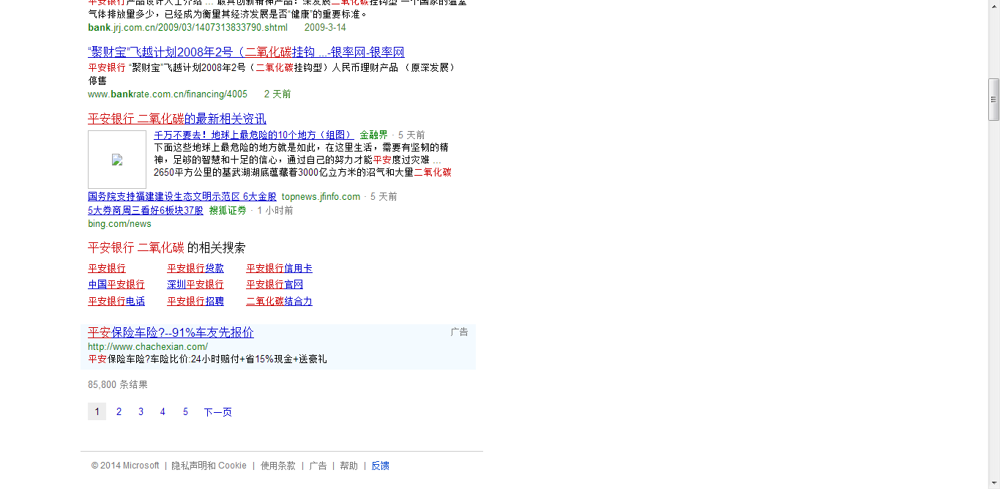 平安银行产品设计人士介绍 ... 最具创新精神产品：深发展二氧化碳挂钩型 一个国家的温室
气体排放量多少，已经成为衡量其经济发展是否“健康”的重要标准。
bank.jrj.com.cn/2009/03/1407313833790.shtml 2009-3-14
“聚财宝”飞越计划2008年2号（二氧化碳挂钩 ...-银率网-银率网
平安银行 “聚财宝”飞越计划2008年2号（二氧化碳挂钩型）人民币理财产品 （原深发展）
停售
www.bankrate.com.cn/financing/4005 2 天前
平安银行 二氧化碳的最新相关资讯
千万不要去！地球上最危险的10个地方（组图） 金融界 · 5 天前
下面这些地球上最危险的地方就是如此，在这里生活，需要有坚韧的精
神，足够的智慧和十足的信心，通过自己的努力才能平安度过灾难 ...
2650平方公里的基武湖湖底蕴藏着3000亿立方米的沼气和大量二氧化碳
国务院支持福建建设生态文明示范区 6大金股 topnews.jfinfo.com · 5 天前
5大券商周三看好6板块37股 搜狐证券 · 1 小时前
bing.com/news
平安银行 二氧化碳 的相关搜索
平安银行 平安银行贷款 平安银行信用卡
中国平安银行 深圳平安银行 平安银行官网
平安银行电话 平安银行招聘 二氧化碳结合力
平安保险车险?--91%车友先报价 广告
http://www.chachexian.com/
平安保险车险?车险比价:24小时赔付+省15%现金+送豪礼
85,800 条结果
1 2 3 4 5 下一页
© 2014 Microsoft | 隐私声明和 Cookie | 使用条款 | 广告 | 帮助 | 反馈